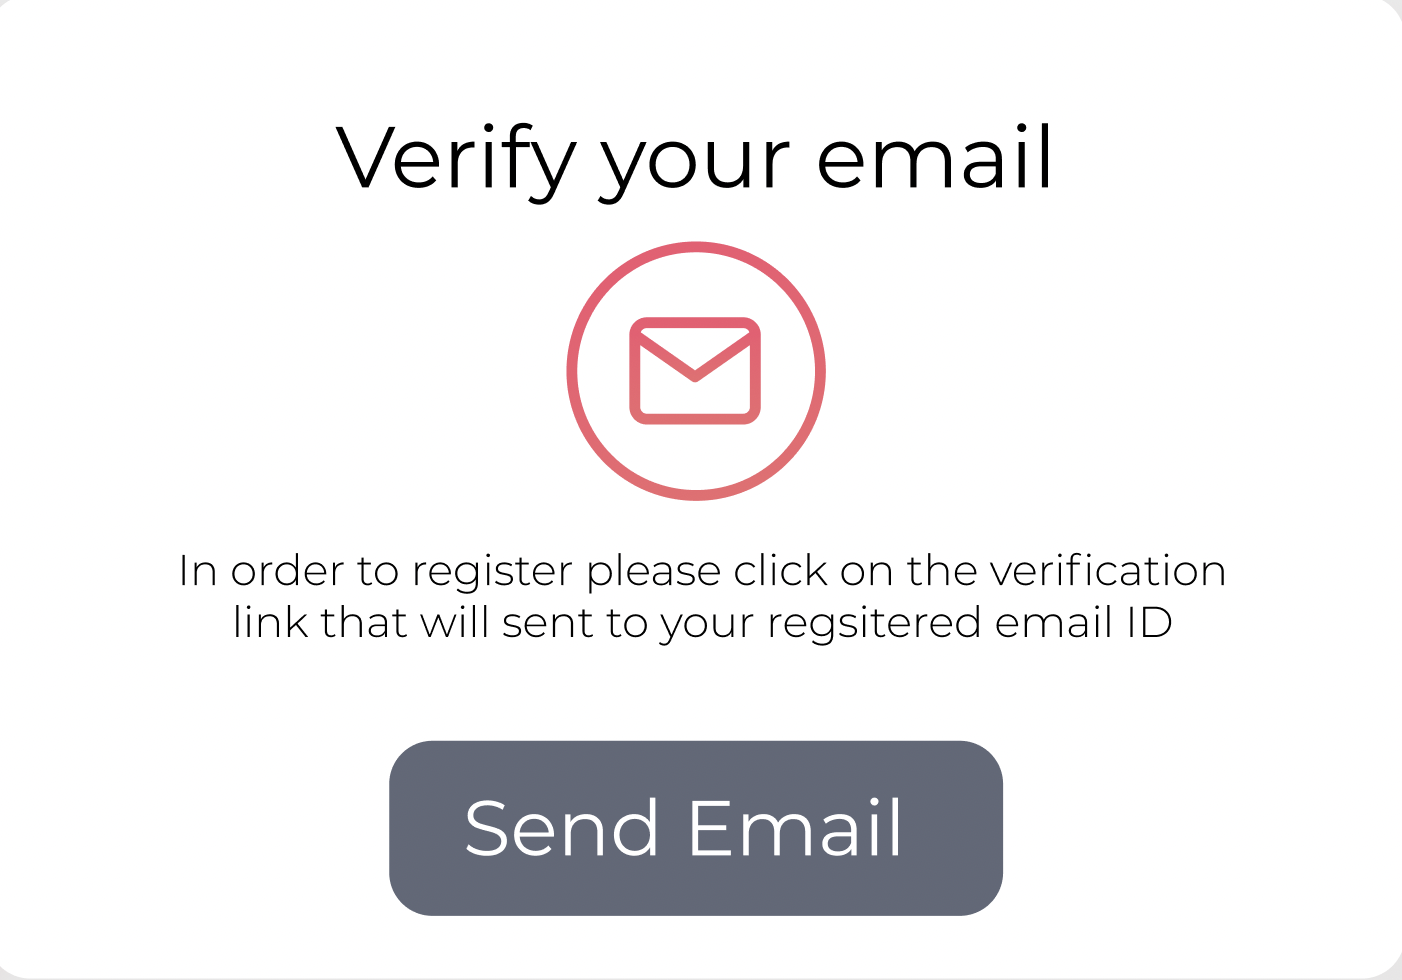 Verify your email
In order to register please click on the verification
link that will sent to your regsitered email ID
Send Email